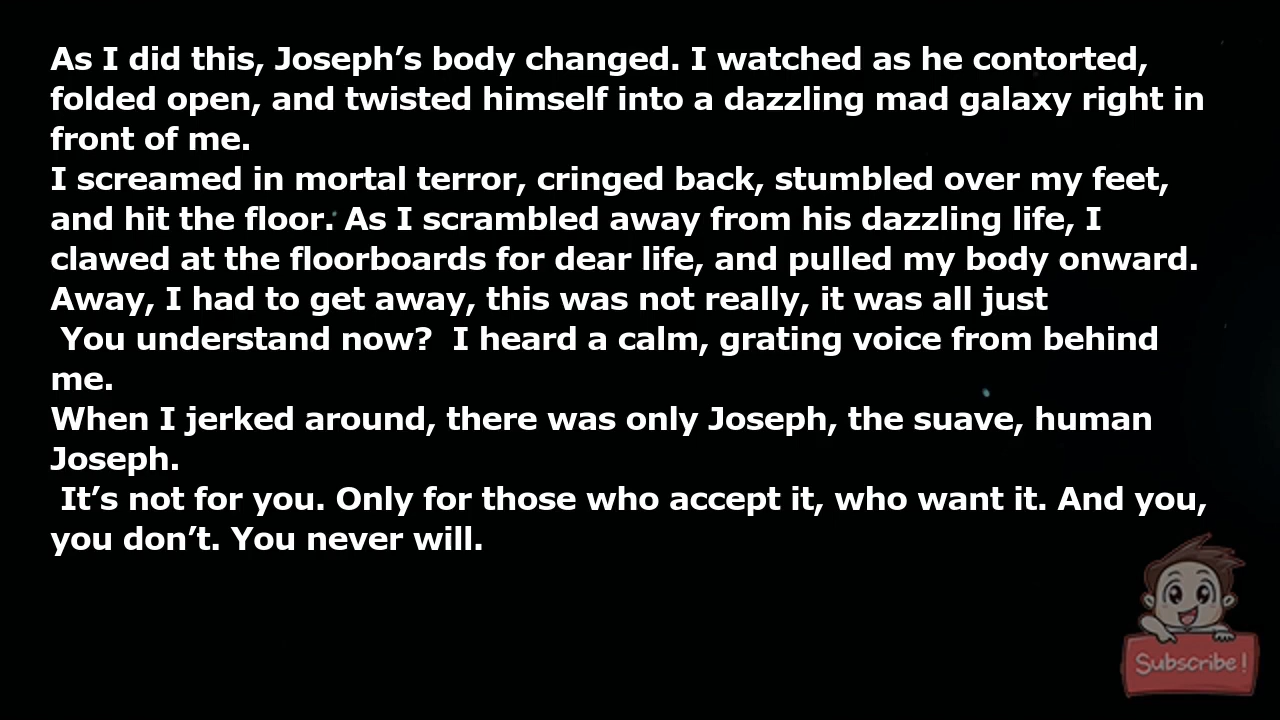 As I did this, Joseph’s body changed. I watched as he contorted,
folded open, and twisted himself into a dazzling mad galaxy right in
front of me.
I screamed in mortal terror, cringed back, stumbled over my feet,
and hit the floor. As I scrambled away from his dazzling life, I
clawed at the floorboards for dear life, and pulled my body onward.
Away, I had to get away, this was not really, it was all just
You understand now?  I heard a calm, grating voice from behind
me.
When I jerked around, there was only Joseph, the suave, human
Joseph.
It’s not for you. Only for those who accept it, who want it. And you,
you don’t. You never will.
Subscribe!